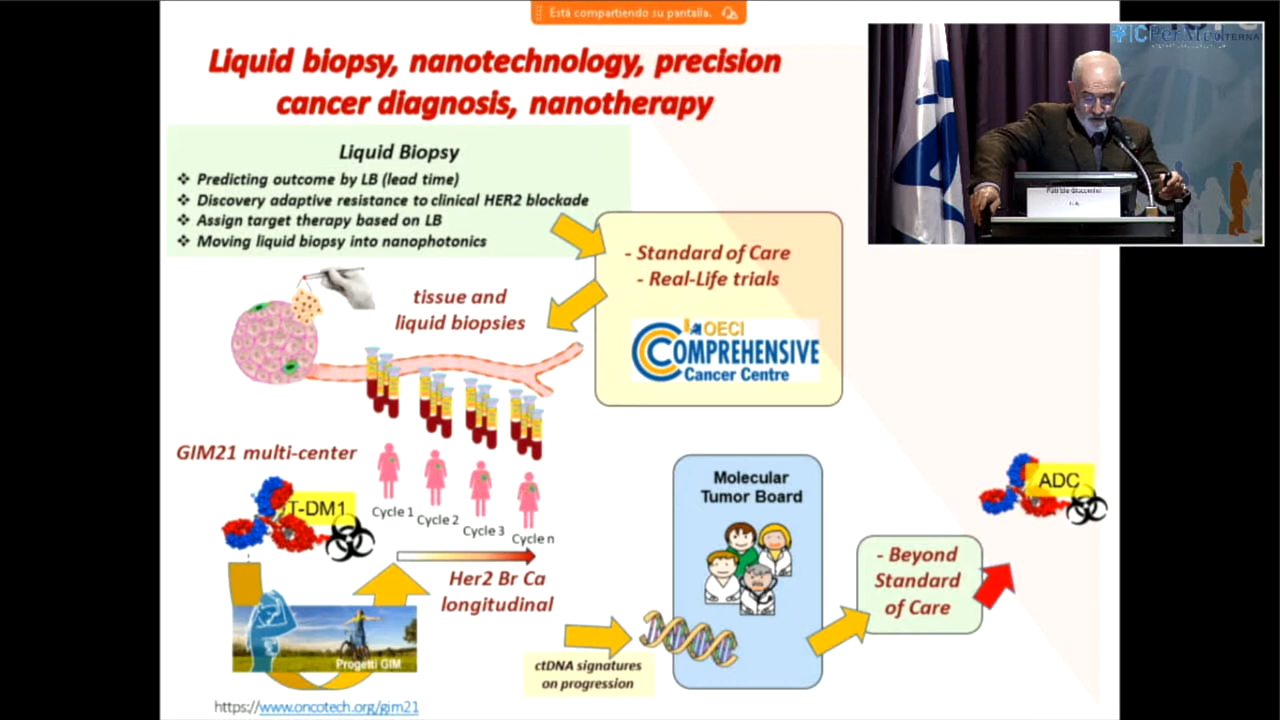 Está compartiendo su pantalla.
Liquid biopsy, nanotechnology, precision
cancer diagnosis, nanotherapy
Liquid Biopsy
❖ Predicting outcome by LB (lead time)
❖ Discovery adaptive resistance to clinical HER2 blockade
❖ Assign target therapy based on LB
❖ Moving liquid biopsy into nanophotonics
- Standard of Care
- Real-Life trials
OECI
COMPREHENSIVE
Cancer Centre
tissue and
liquid biopsies
GIM21 multi-center
T-DM1
Cycle 1
Cycle 2
Cycle 3
Cycle n
Her2 Br Ca
longitudinal
Progetti GIM
https://www.oncotech.org/gim21
ctDNA signatures
on progression
Molecular
Tumor Board
- Beyond
Standard
of Care
ADC
ICPerMed